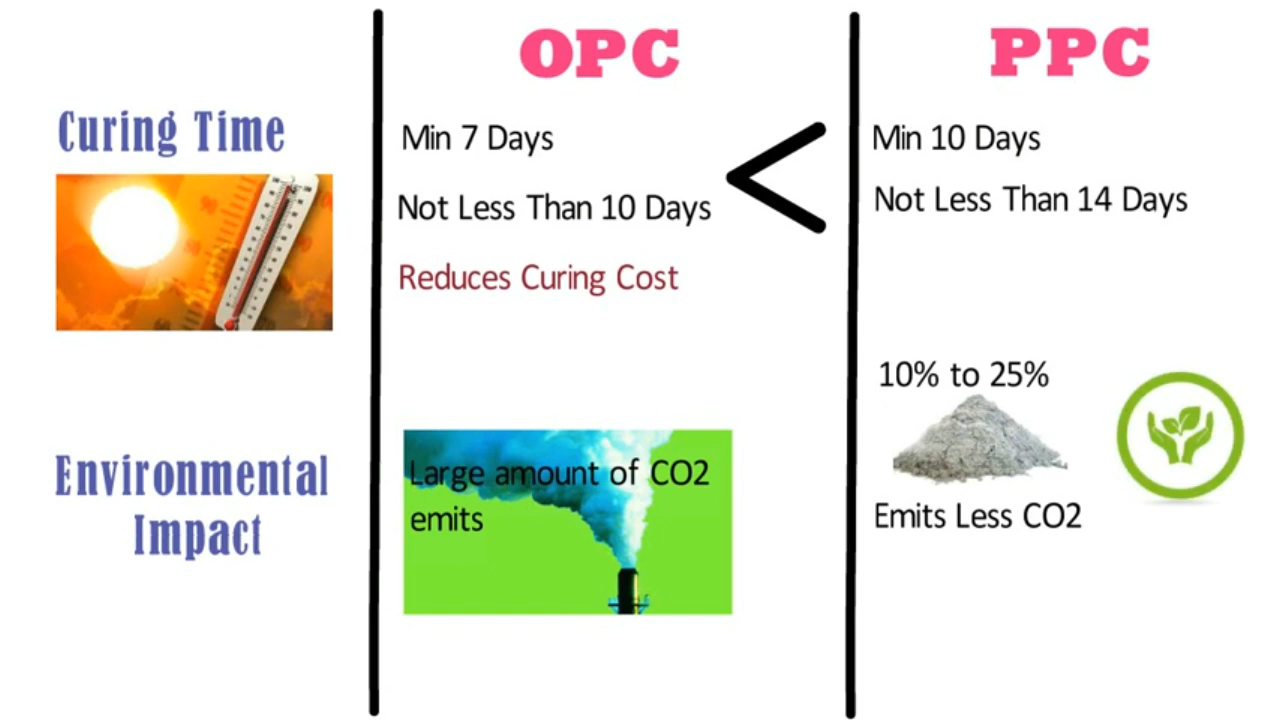 OPC
PPC
Curing Time
Min 7 Days
Not Less Than 10 Days
Reduces Curing Cost
<
Min 10 Days
Not Less Than 14 Days
Environmental
Impact
Large amount of CO2
emits
10% to 25%
Emits Less CO2